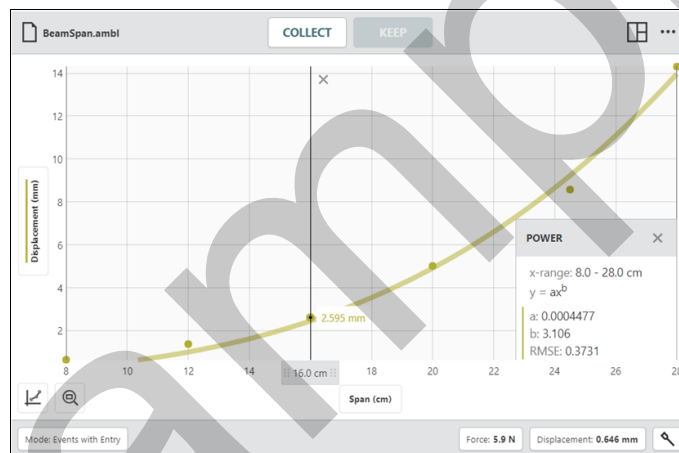 BeamSpan.ambl
COLLECT
KEEP
14
12
10
8
6
4
2
Displacement (mm)
2.595 mm
POWER
x-range: 8.0 - 28.0 cm
y = axᵇ
a: 0.0004477
b: 3.106
RMSE: 0.3731
8 10 12 14 16.0 cm 18 20 22 24 26 28
Span (cm)
Mode: Events with Entry
Force: 5.9 N
Displacement: 0.646 mm